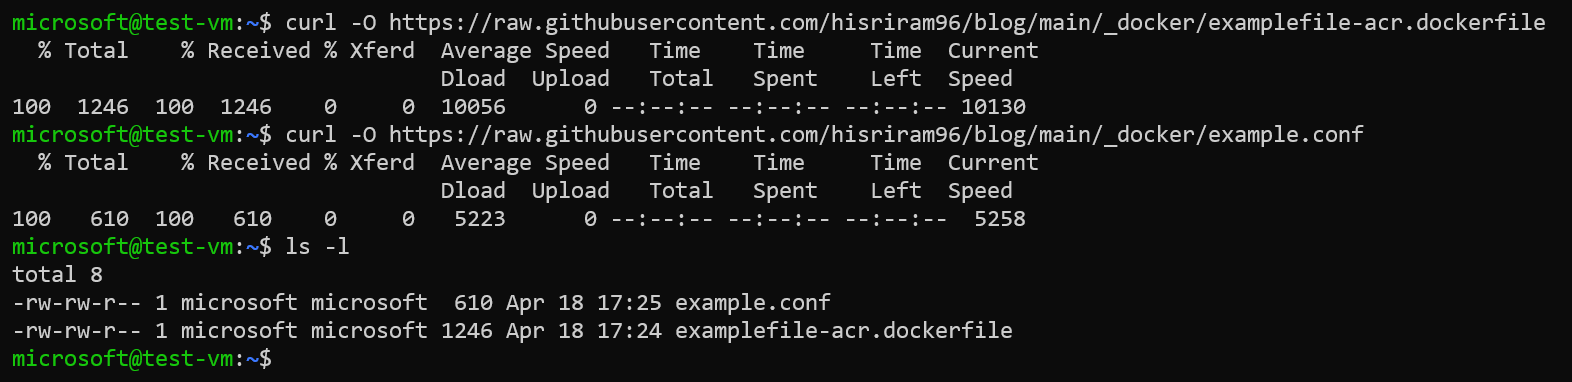 microsoft@test-vm:~$ curl -O https://raw.githubusercontent.com/hisriram96/blog/main/_docker/examplefile-acr.dockerfile
  % Total    % Received % Xferd  Average Speed   Time    Time     Time  Current
                                 Dload  Upload   Total   Spent    Left  Speed
100  1246  100  1246    0     0  10056      0 --:--:-- --:--:-- --:--:-- 10130
microsoft@test-vm:~$ curl -O https://raw.githubusercontent.com/hisriram96/blog/main/_docker/example.conf
  % Total    % Received % Xferd  Average Speed   Time    Time     Time  Current
                                 Dload  Upload   Total   Spent    Left  Speed
100   610  100   610    0     0   5223      0 --:--:-- --:--:-- --:--:--  5258
microsoft@test-vm:~$ ls -l
total 8
-rw-rw-r-- 1 microsoft microsoft  610 Apr 18 17:25 example.conf
-rw-rw-r-- 1 microsoft microsoft 1246 Apr 18 17:24 examplefile-acr.dockerfile
microsoft@test-vm:~$